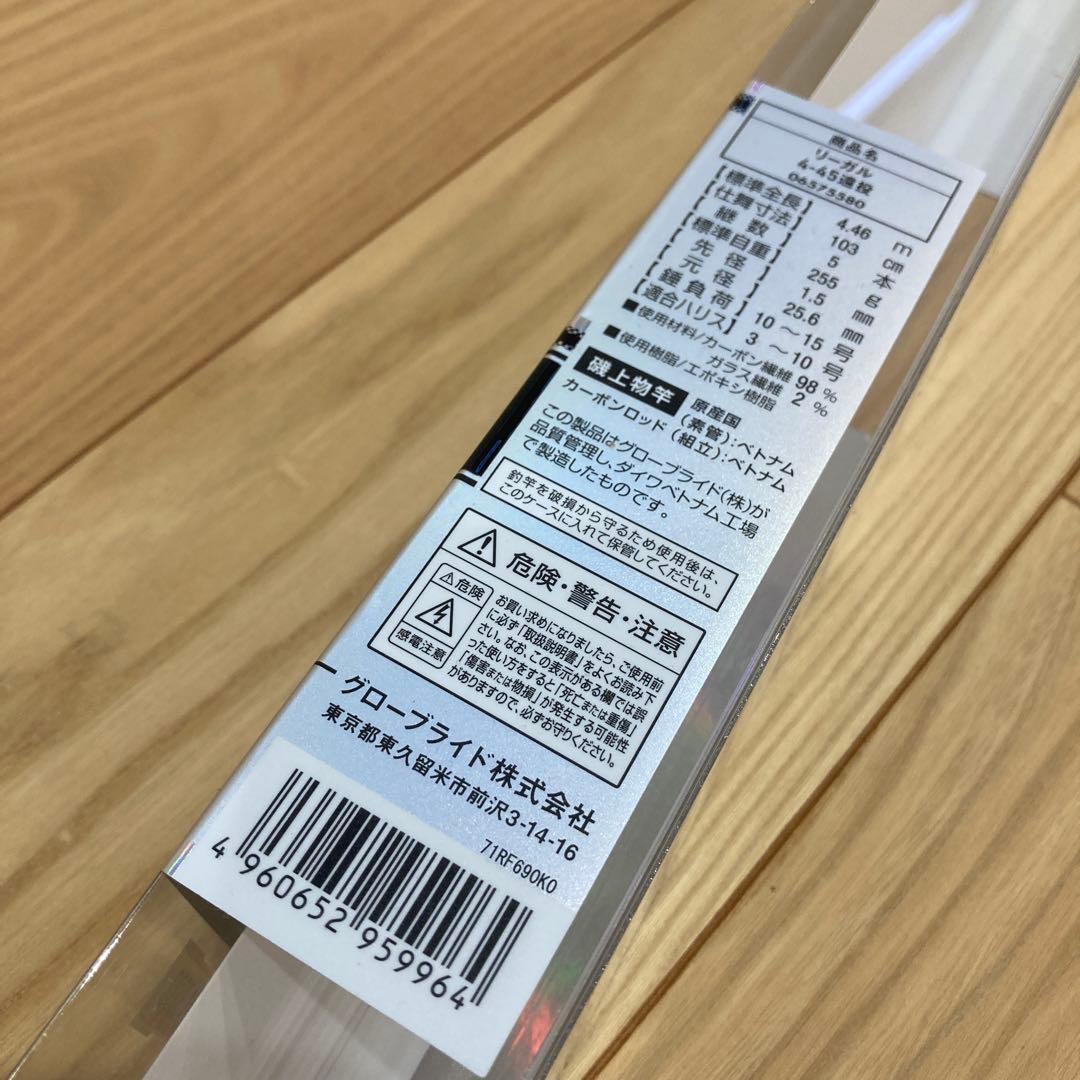 商品名
リーガル
4-45遠投
06575580
【標準全長】 4.46 m
【仕舞寸法】 103 cm
【継数】 5 本
【標準自重】 255 g
【先径】 1.5 mm
【元径】 25.6 mm
【錘負荷】 10 ～ 15 号
【適合ハリス】 3 ～ 10 号
■使用材料/カーボン繊維 98 %
ガラス繊維 2 %
■使用樹脂/エポキシ樹脂
磯上物竿 原産国
カーボンロッド (素管)：ベトナム
(組立)：ベトナム
この製品はグローブライド(株)が
品質管理し、ダイワベトナム工場
で製造したものです。
釣竿を破損から守るため使用後は、
このケースに入れて保管してください。
危険・警告・注意
危険
感電注意
お買い求めになりましたら、ご使用前
に必ず「取扱説明書」をよくお読み下
さい。なお、この表示がある欄では誤
った使い方をすると「死亡または重傷」
「傷害または物損」が発生する可能性
がありますので、必ずお守りください。
グローブライド株式会社
東京都東久留米市前沢3-14-16
71RF690K0
4 960652 959964